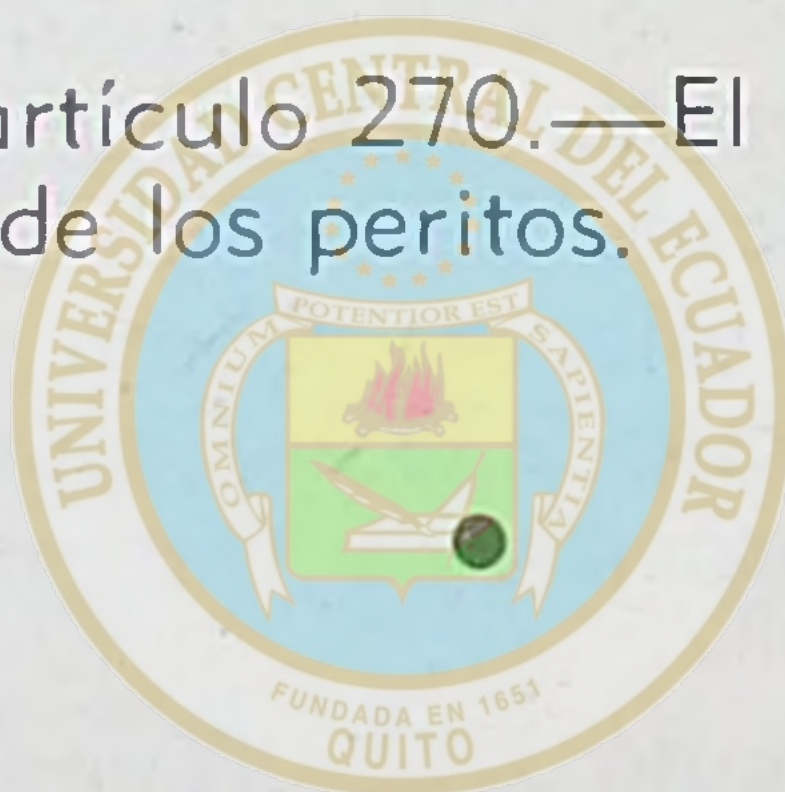 artículo 270.—El
de los peritos.
UNIVERSIDAD CENTRAL DEL ECUADOR
OMNIUM POTENTIOR EST SAPIENTIA
FUNDADA EN 1651
QUITO